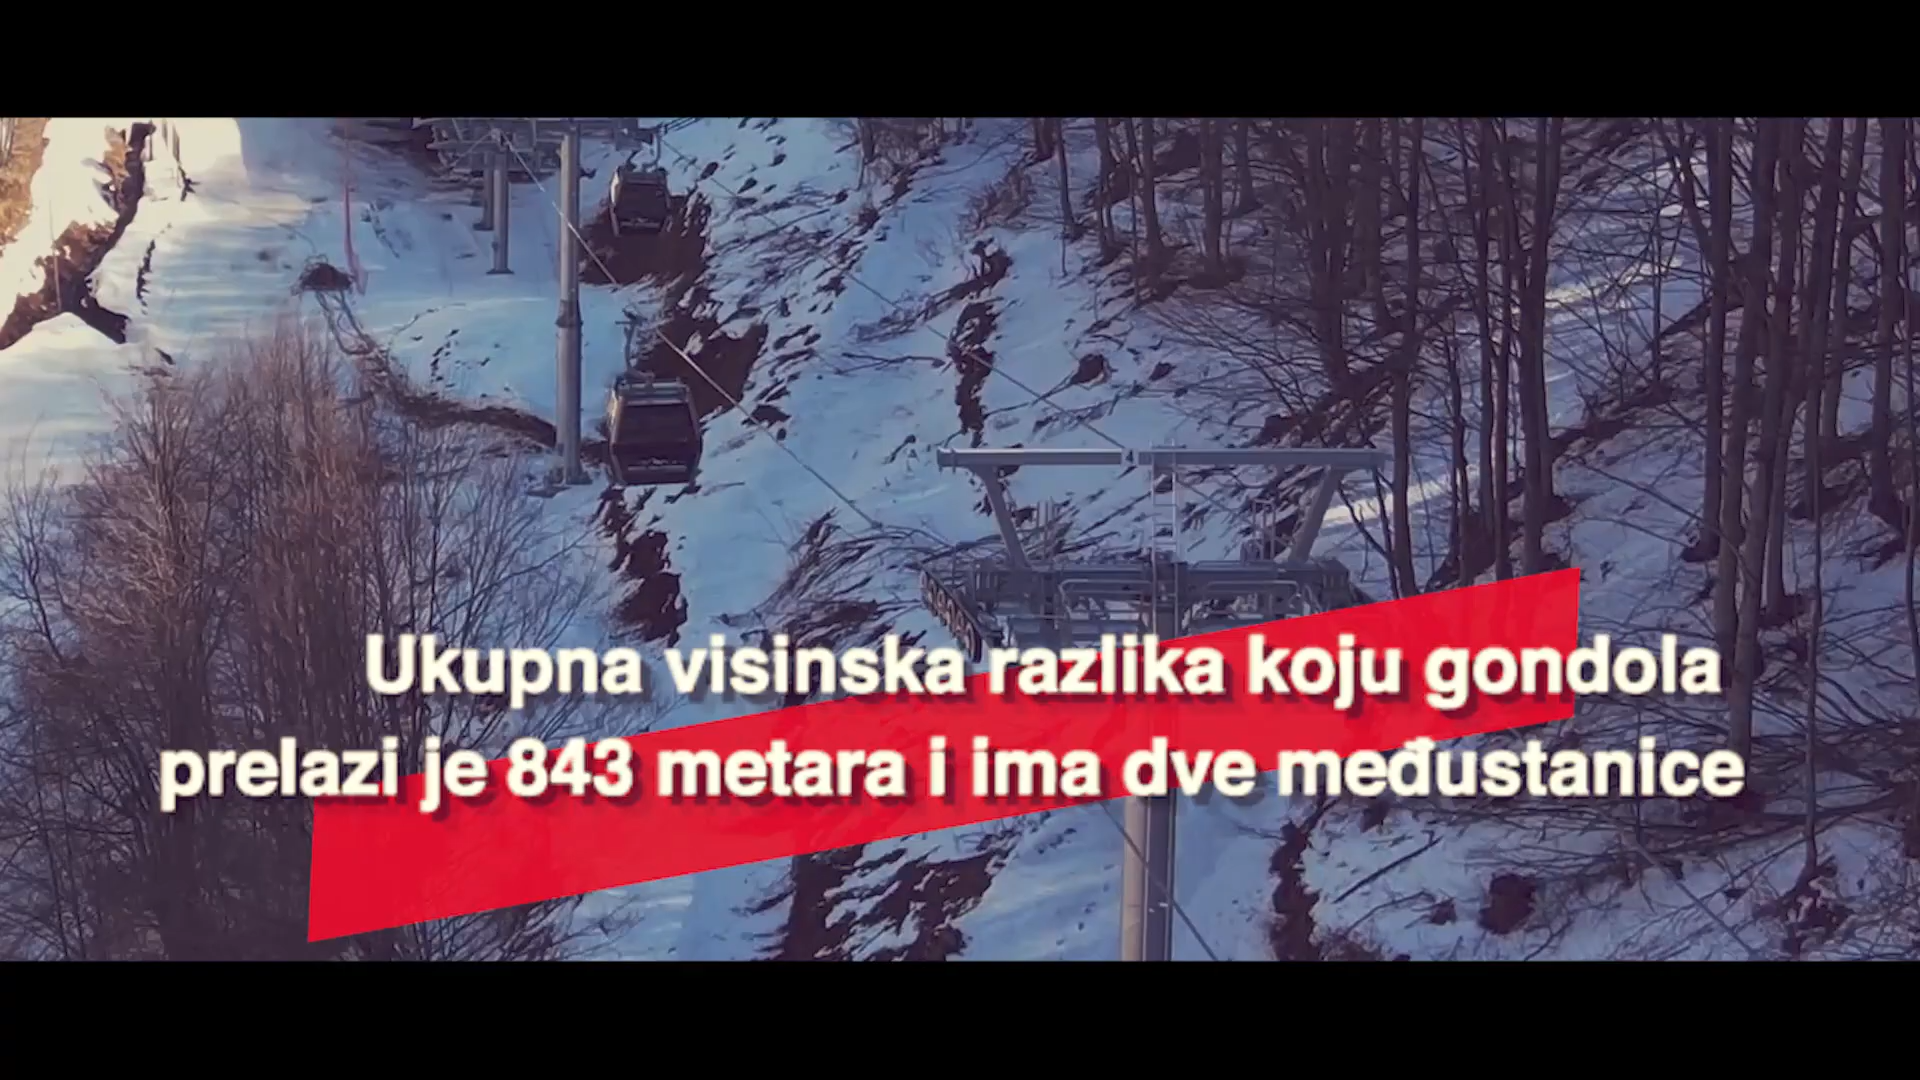 Ukupna visinska razlika koju gondola
prelazi je 843 metara i ima dve međustanice